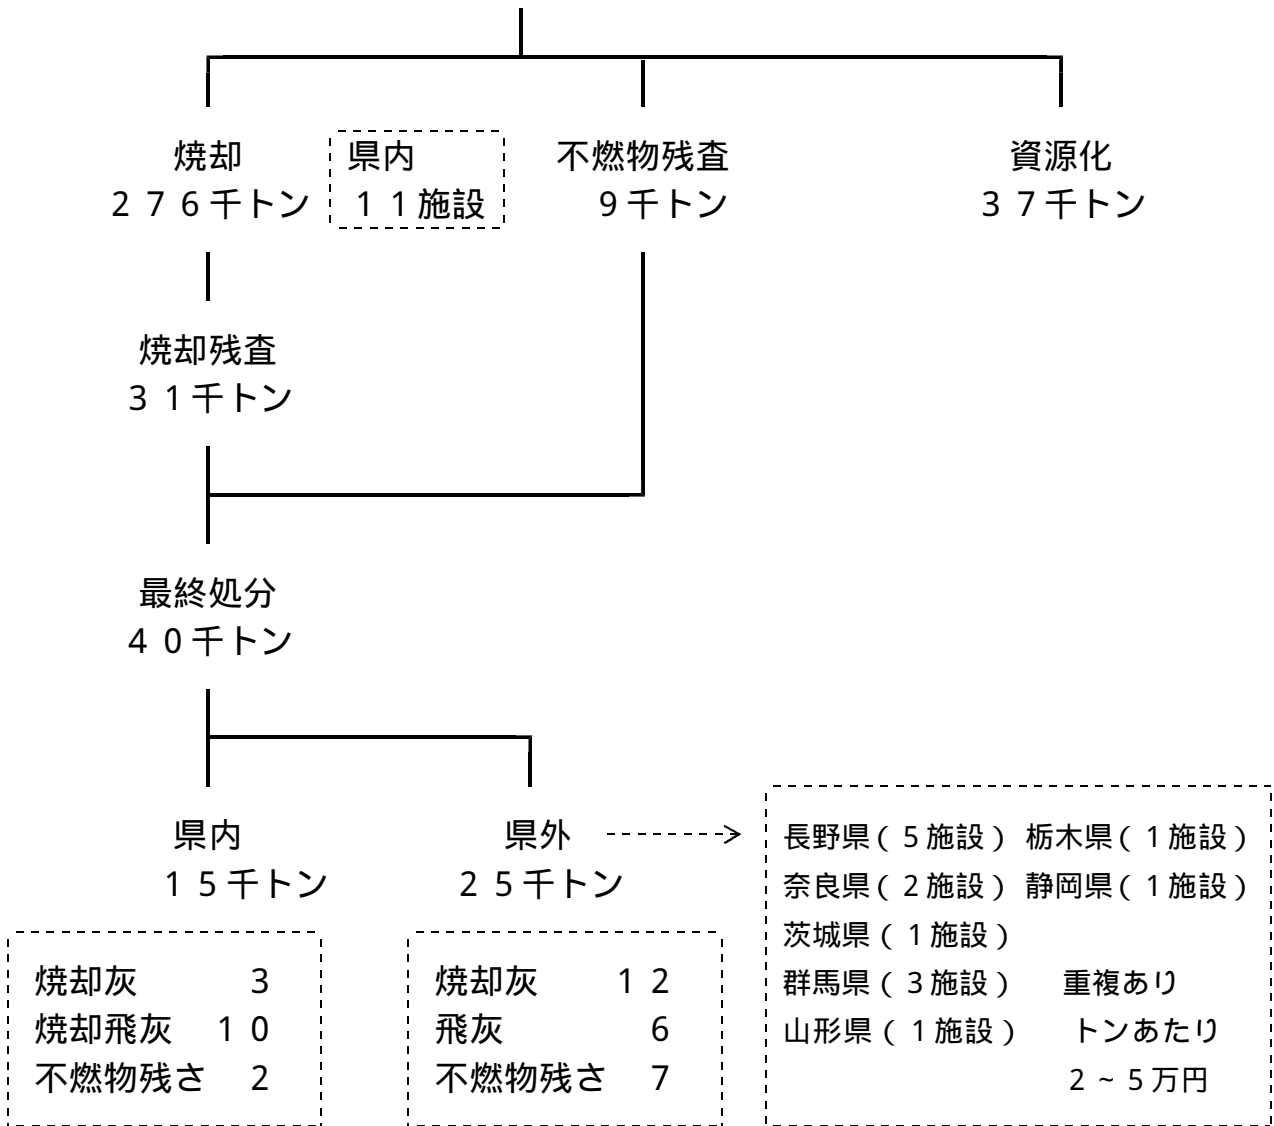 焼却
２７６千トン
県内
１１施設
不燃物残査
９千トン
資源化
３７千トン
焼却残査
３１千トン
最終処分
４０千トン
県内
１５千トン
県外
２５千トン
焼却灰 ３
焼却飛灰 １０
不燃物残さ ２
焼却灰 １２
飛灰 ６
不燃物残さ ７
長野県（５施設） 栃木県（１施設）
奈良県（２施設） 静岡県（１施設）
茨城県（１施設）
群馬県（３施設） 重複あり
山形県（１施設） トンあたり
２～５万円